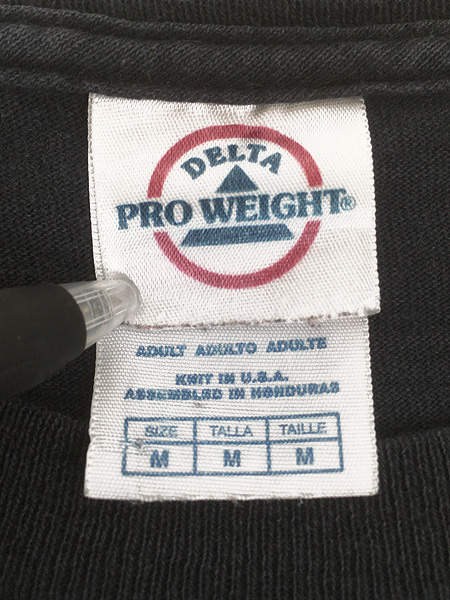 DELTA
PRO WEIGHT®
ADULT ADULTO ADULTE
KNIT IN U.S.A.
ASSEMBLED IN HONDURAS
SIZE TALLA TAILLE
M M M